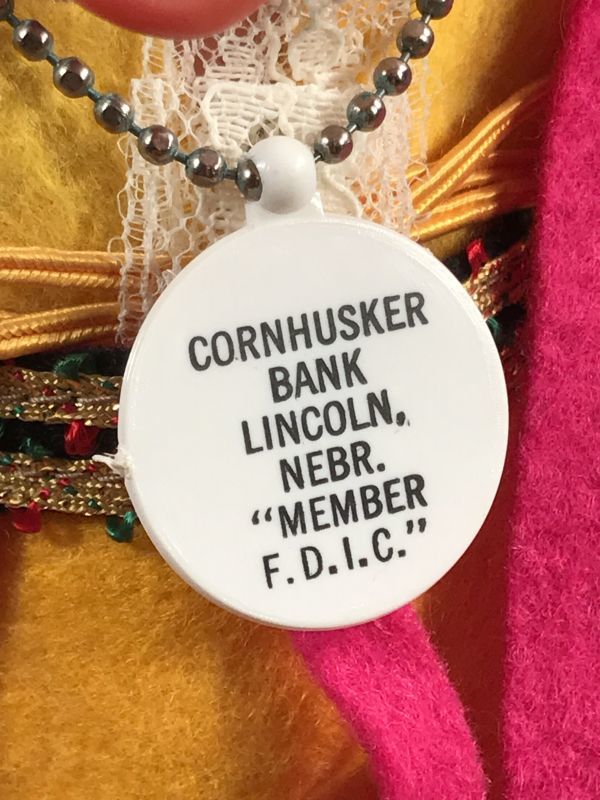 CORNHUSKER
BANK
LINCOLN,
NEBR.
“MEMBER
F.D.I.C.”